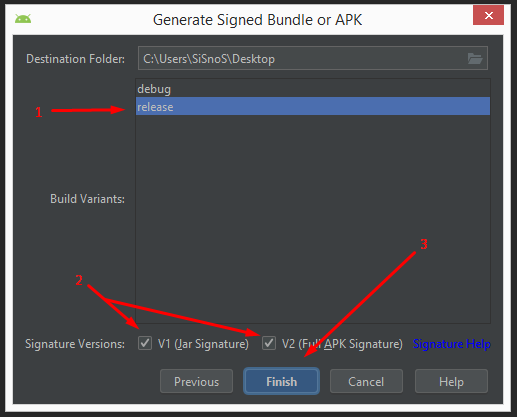 Generate Signed Bundle or APK
Destination Folder: C:\Users\SiSnoS\Desktop
debug
1 release
Build Variants:
3
2
Signature Versions: V1 (Jar Signature) V2 (Full APK Signature) Signature Help
Previous Finish Cancel Help